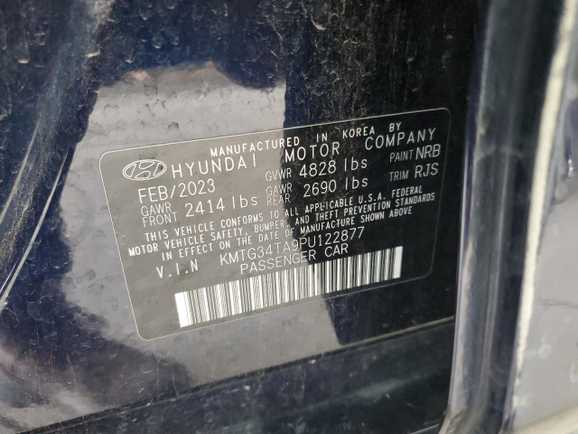 MANUFACTURED IN KOREA BY
HYUNDAI MOTOR COMPANY
FEB/2023 GVWR 4828 lbs PAINT NRB
GAWR FRONT 2414 lbs GAWR REAR 2690 lbs TRIM RJS
THIS VEHICLE CONFORMS TO ALL APPLICABLE U.S.A. FEDERAL
MOTOR VEHICLE SAFETY, BUMPER, AND THEFT PREVENTION STANDARDS
IN EFFECT ON THE DATE OF MANUFACTURE SHOWN ABOVE.
V.I.N KMTG34TA9PU122877
PASSENGER CAR